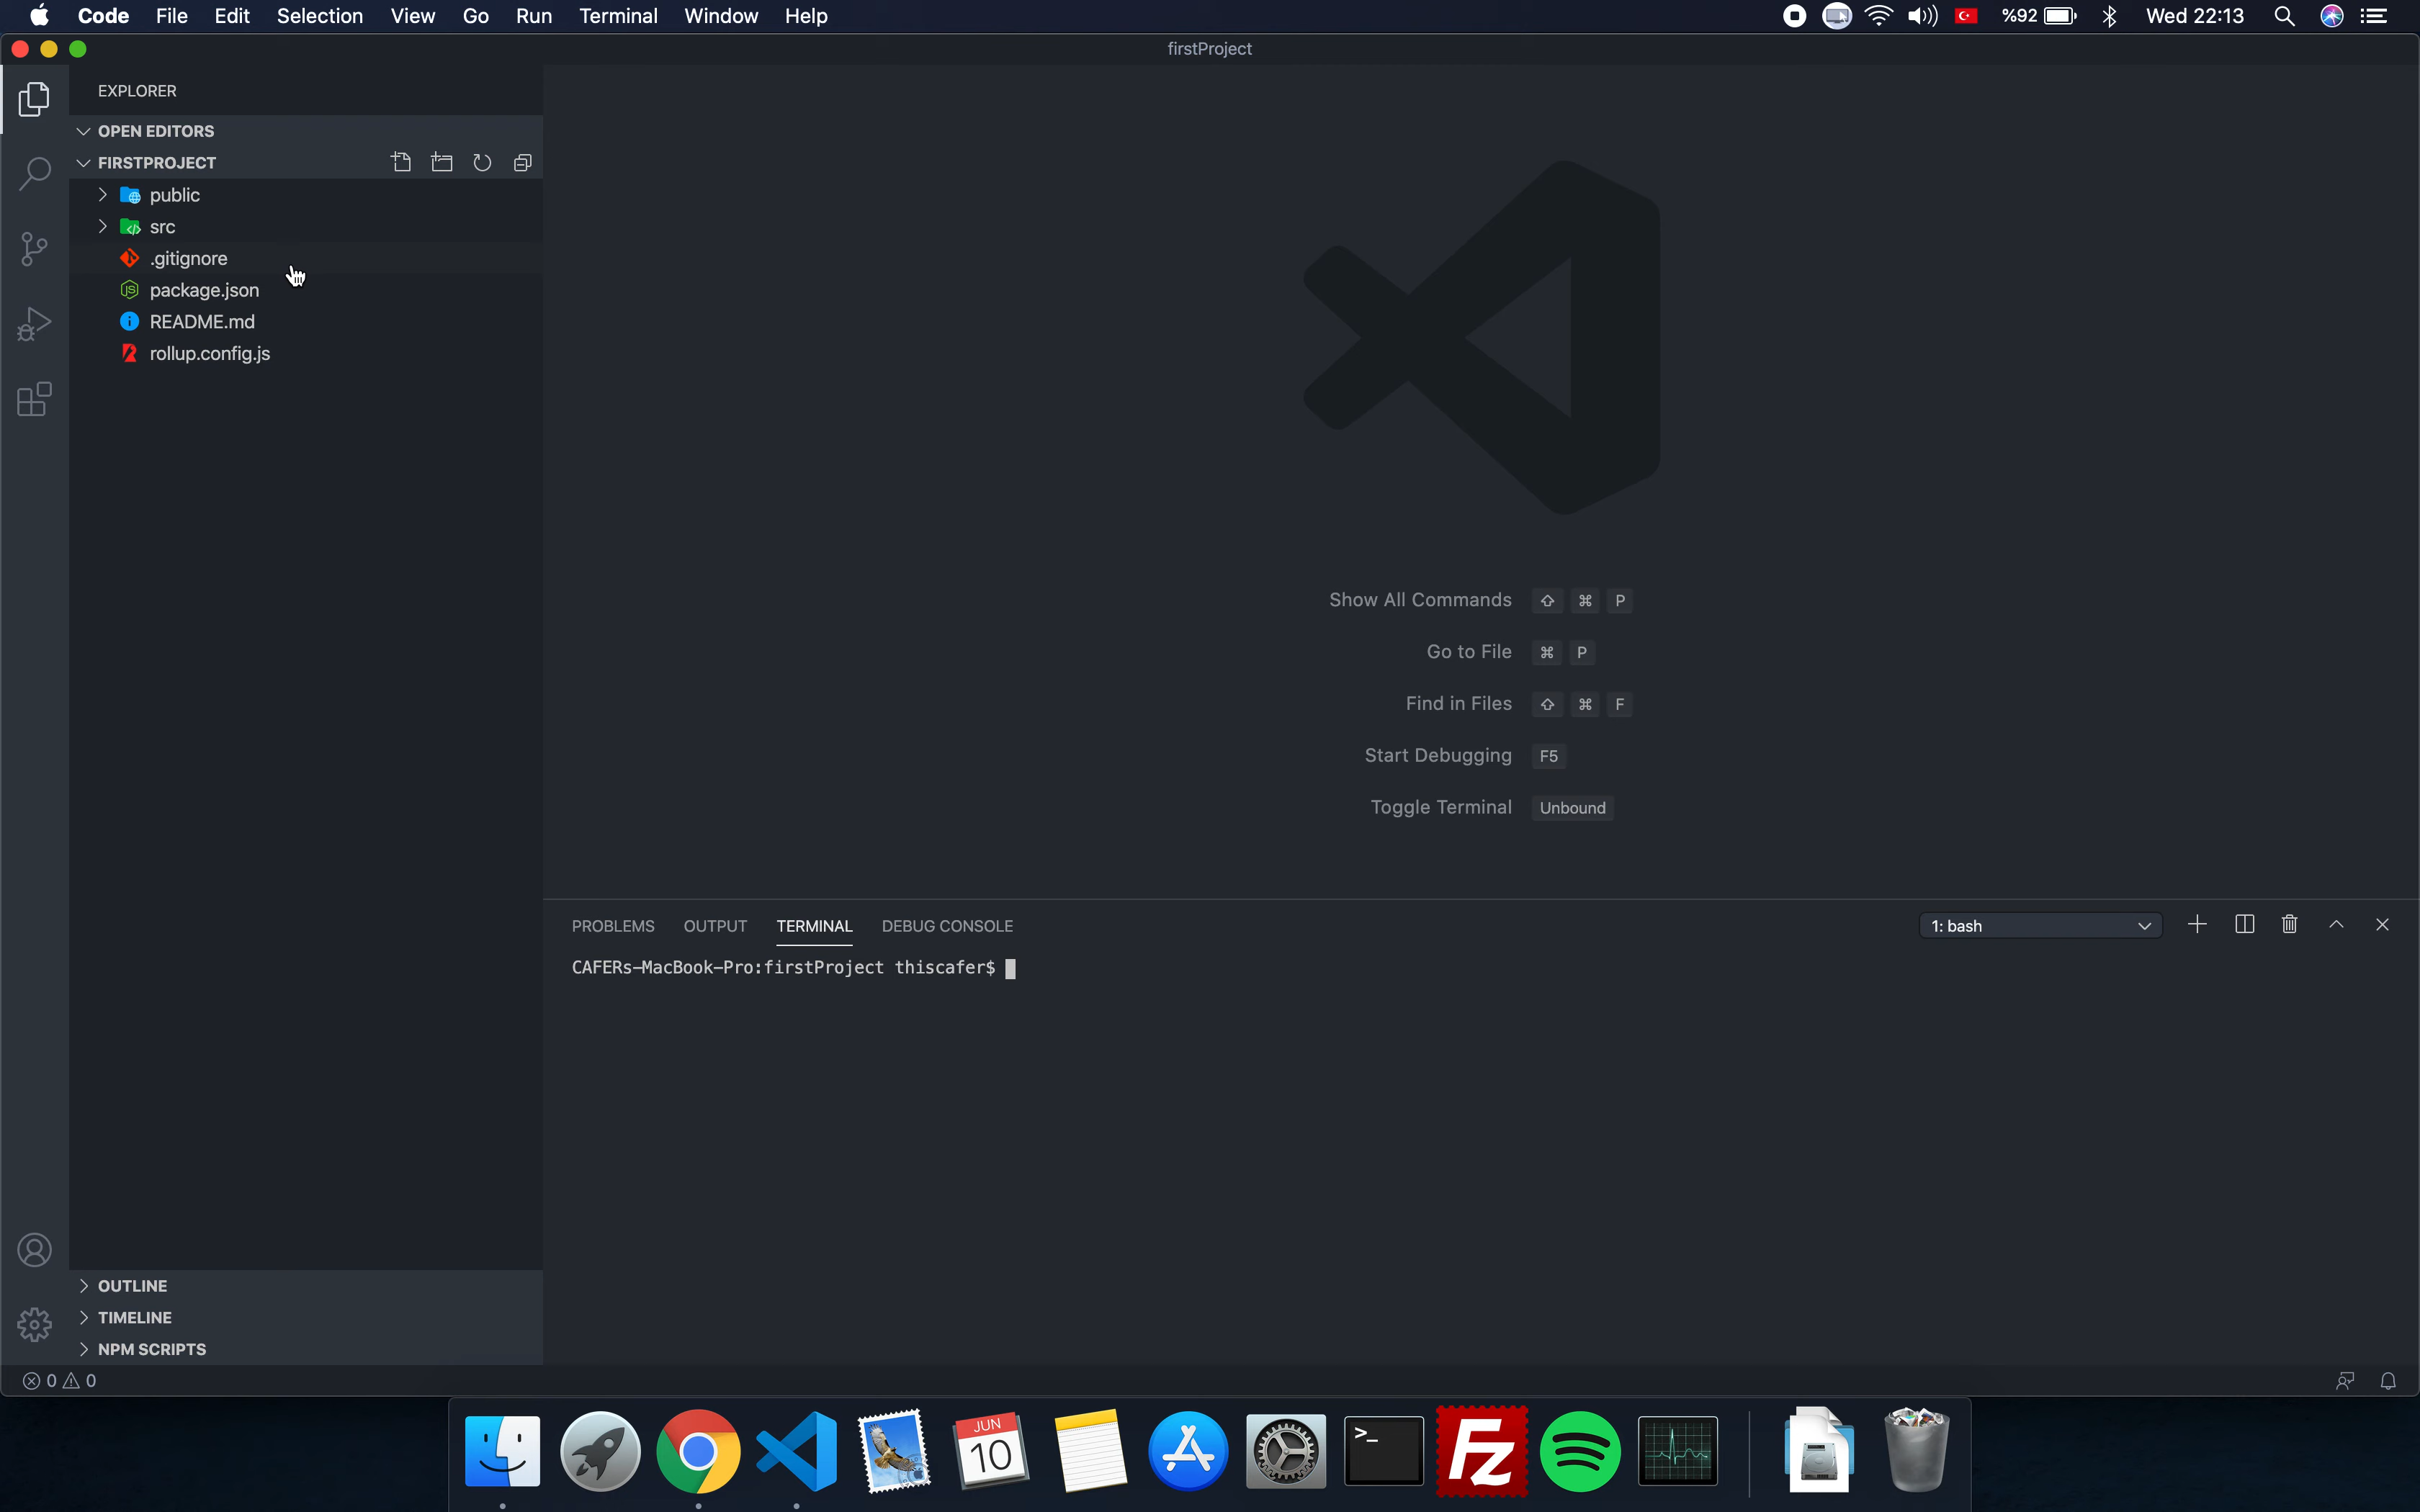 Code File Edit Selection View Go Run Terminal Window Help %92 Wed 22:13
firstProject
EXPLORER
OPEN EDITORS
FIRSTPROJECT
public
src
.gitignore
package.json
README.md
rollup.config.js
Show All Commands ⇧ ⌘ P
Go to File ⌘ P
Find in Files ⇧ ⌘ F
Start Debugging F5
Toggle Terminal Unbound
PROBLEMS OUTPUT TERMINAL DEBUG CONSOLE 1: bash
CAFERs-MacBook-Pro:firstProject thiscafer$
OUTLINE
TIMELINE
NPM SCRIPTS
0 0
JUN
10
>_
Fz